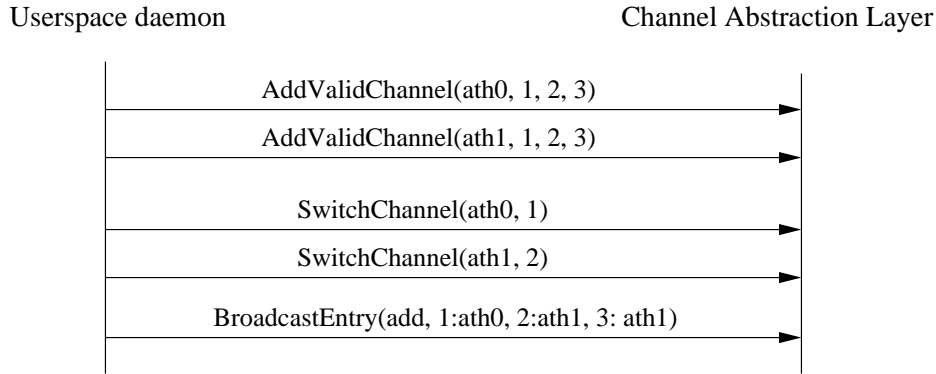 Userspace daemon
Channel Abstraction Layer
AddValidChannel(ath0, 1, 2, 3)
AddValidChannel(ath1, 1, 2, 3)
SwitchChannel(ath0, 1)
SwitchChannel(ath1, 2)
BroadcastEntry(add, 1:ath0, 2:ath1, 3: ath1)